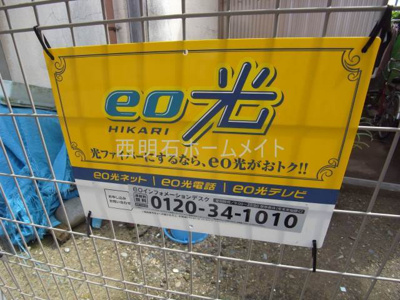 eo光
HIKARI
西明石ホームメイト
光ファイバーにするなら、eo光がおトク!!
eo光ネット | eo光電話 | eo光テレビ
eoインフォメーションデスク
0120-34-1010